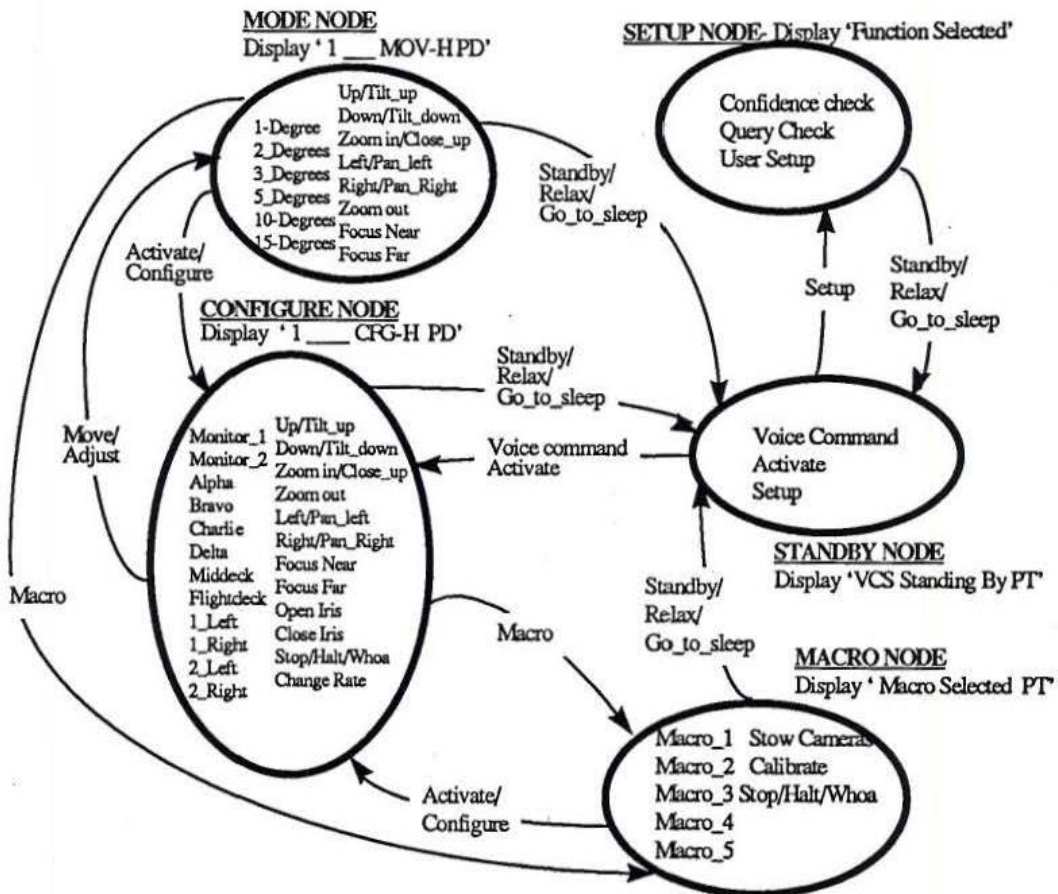 MODE NODE
Display ‘ 1 ___ MOV-H PD’
SETUP NODE- Display ‘Function Selected’
1-Degree
2_Degrees
3_Degrees
5_Degrees
10-Degrees
15-Degrees
Up/Tilt_up
Down/Tilt_down
Zoom in/Close_up
Left/Pan_left
Right/Pan_Right
Zoom out
Focus Near
Focus Far
Confidence check
Query Check
User Setup
Standby/
Relax/
Go_to_sleep
Activate/
Configure
Setup
Standby/
Relax/
Go_to_sleep
CONFIGURE NODE
Display ‘ 1 ___ CFG-H PD’
Standby/
Relax/
Go_to_sleep
Move/
Adjust
Monitor_1
Monitor_2
Alpha
Bravo
Charlie
Delta
Middeck
Flightdeck
1_Left
1_Right
2_Left
2_Right
Up/Tilt_up
Down/Tilt_down
Zoom in/Close_up
Zoom out
Left/Pan_left
Right/Pan_Right
Focus Near
Focus Far
Open Iris
Close Iris
Stop/Halt/Whoa
Change Rate
Voice command
Activate
Voice Command
Activate
Setup
STANDBY NODE
Display ‘VCS Standing By PT’
Macro
Macro
Standby/
Relax/
Go_to_sleep
MACRO NODE
Display ‘ Macro Selected PT’
Macro_1 Stow Cameras
Macro_2 Calibrate
Macro_3 Stop/Halt/Whoa
Macro_4
Macro_5
Activate/
Configure